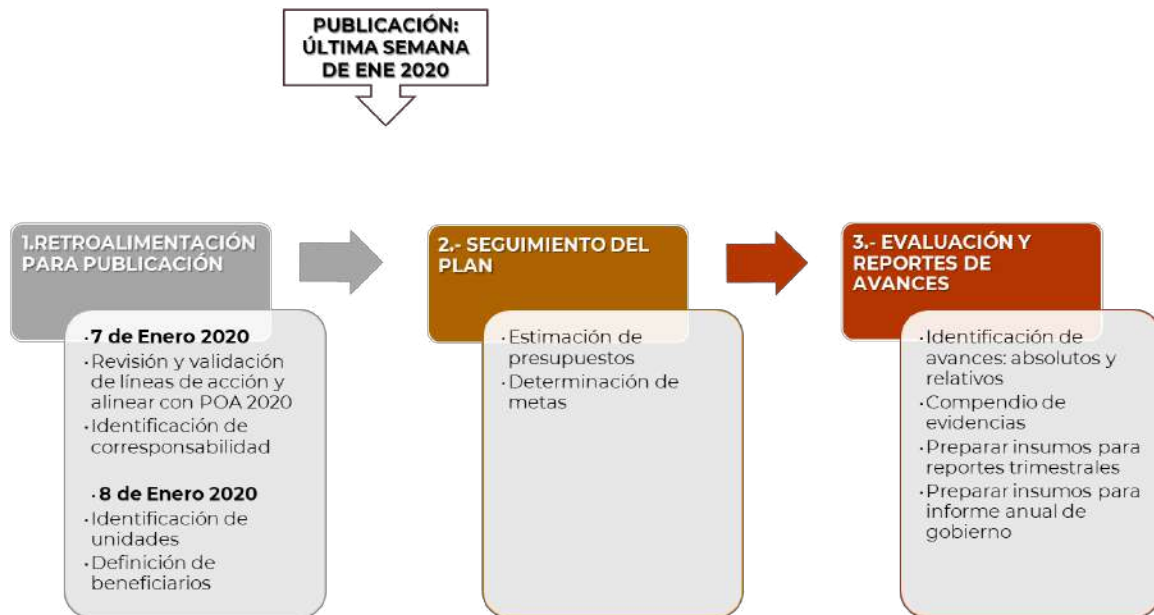 PUBLICACIÓN:
ÚLTIMA SEMANA
DE ENE 2020
1.RETROALIMENTACIÓN
PARA PUBLICACIÓN
• 7 de Enero 2020
•Revisión y validación
de líneas de acción y
alinear con POA 2020
•Identificación de
corresponsabilidad
• 8 de Enero 2020
•Identificación de
unidades
•Definición de
beneficiarios
2.- SEGUIMIENTO DEL
PLAN
•Estimación de
presupuestos
•Determinación de
metas
3.- EVALUACIÓN Y
REPORTES DE
AVANCES
•Identificación de
avances: absolutos y
relativos
•Compendio de
evidencias
•Preparar insumos para
reportes trimestrales
•Preparar insumos para
informe anual de
gobierno